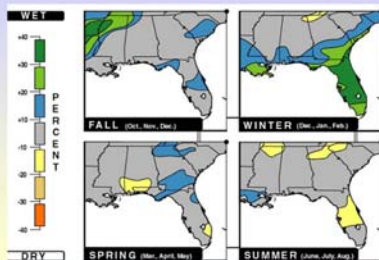 WET
+40
+30
+20
+10
-10
-20
-30
-40
PERCENT
DRY
FALL (Oct., Nov., Dec.)
WINTER (Dec., Jan., Feb.)
SPRING (Mar., April, May)
SUMMER (June, July, Aug.)